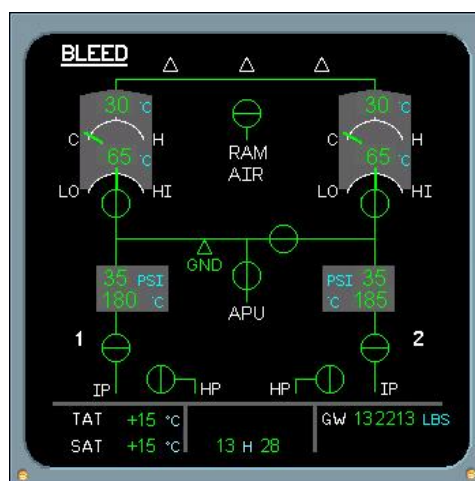 BLEED
30 °C 30 °C
C H C H
65 °C 65 °C
RAM
AIR
LO HI LO HI
GND
35 PSI PSI 35
180 °C °C 185
APU
1 2
IP HP HP IP
TAT +15 °C GW 132213 LBS
SAT +15 °C 13 H 28